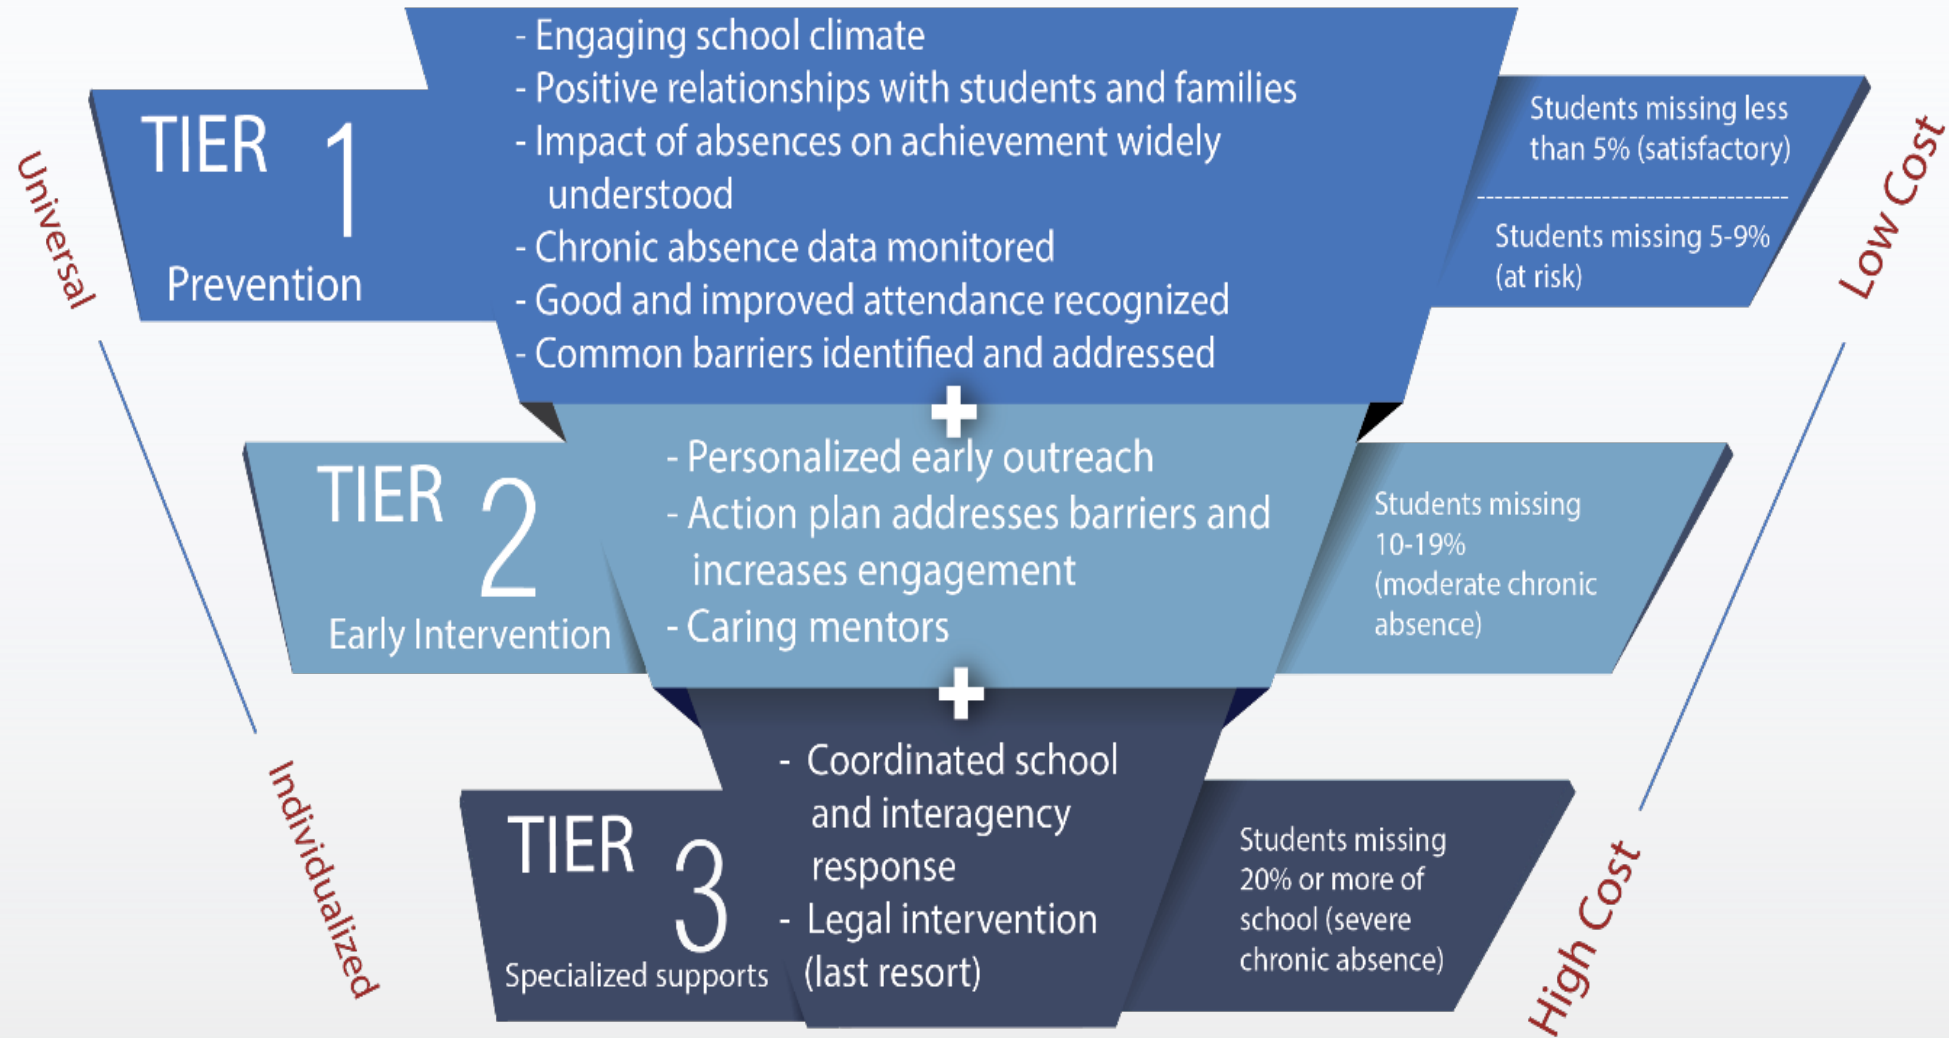 Universal
TIER 1
Prevention
- Engaging school climate
- Positive relationships with students and families
- Impact of absences on achievement widely
understood
- Chronic absence data monitored
- Good and improved attendance recognized
- Common barriers identified and addressed
Students missing less
than 5% (satisfactory)
Students missing 5-9%
(at risk)
Low Cost
+
TIER 2
Early Intervention
- Personalized early outreach
- Action plan addresses barriers and
increases engagement
- Caring mentors
Students missing
10-19%
(moderate chronic
absence)
+
Individualized
TIER 3
Specialized supports
- Coordinated school
and interagency
response
- Legal intervention
(last resort)
Students missing
20% or more of
school (severe
chronic absence)
High Cost